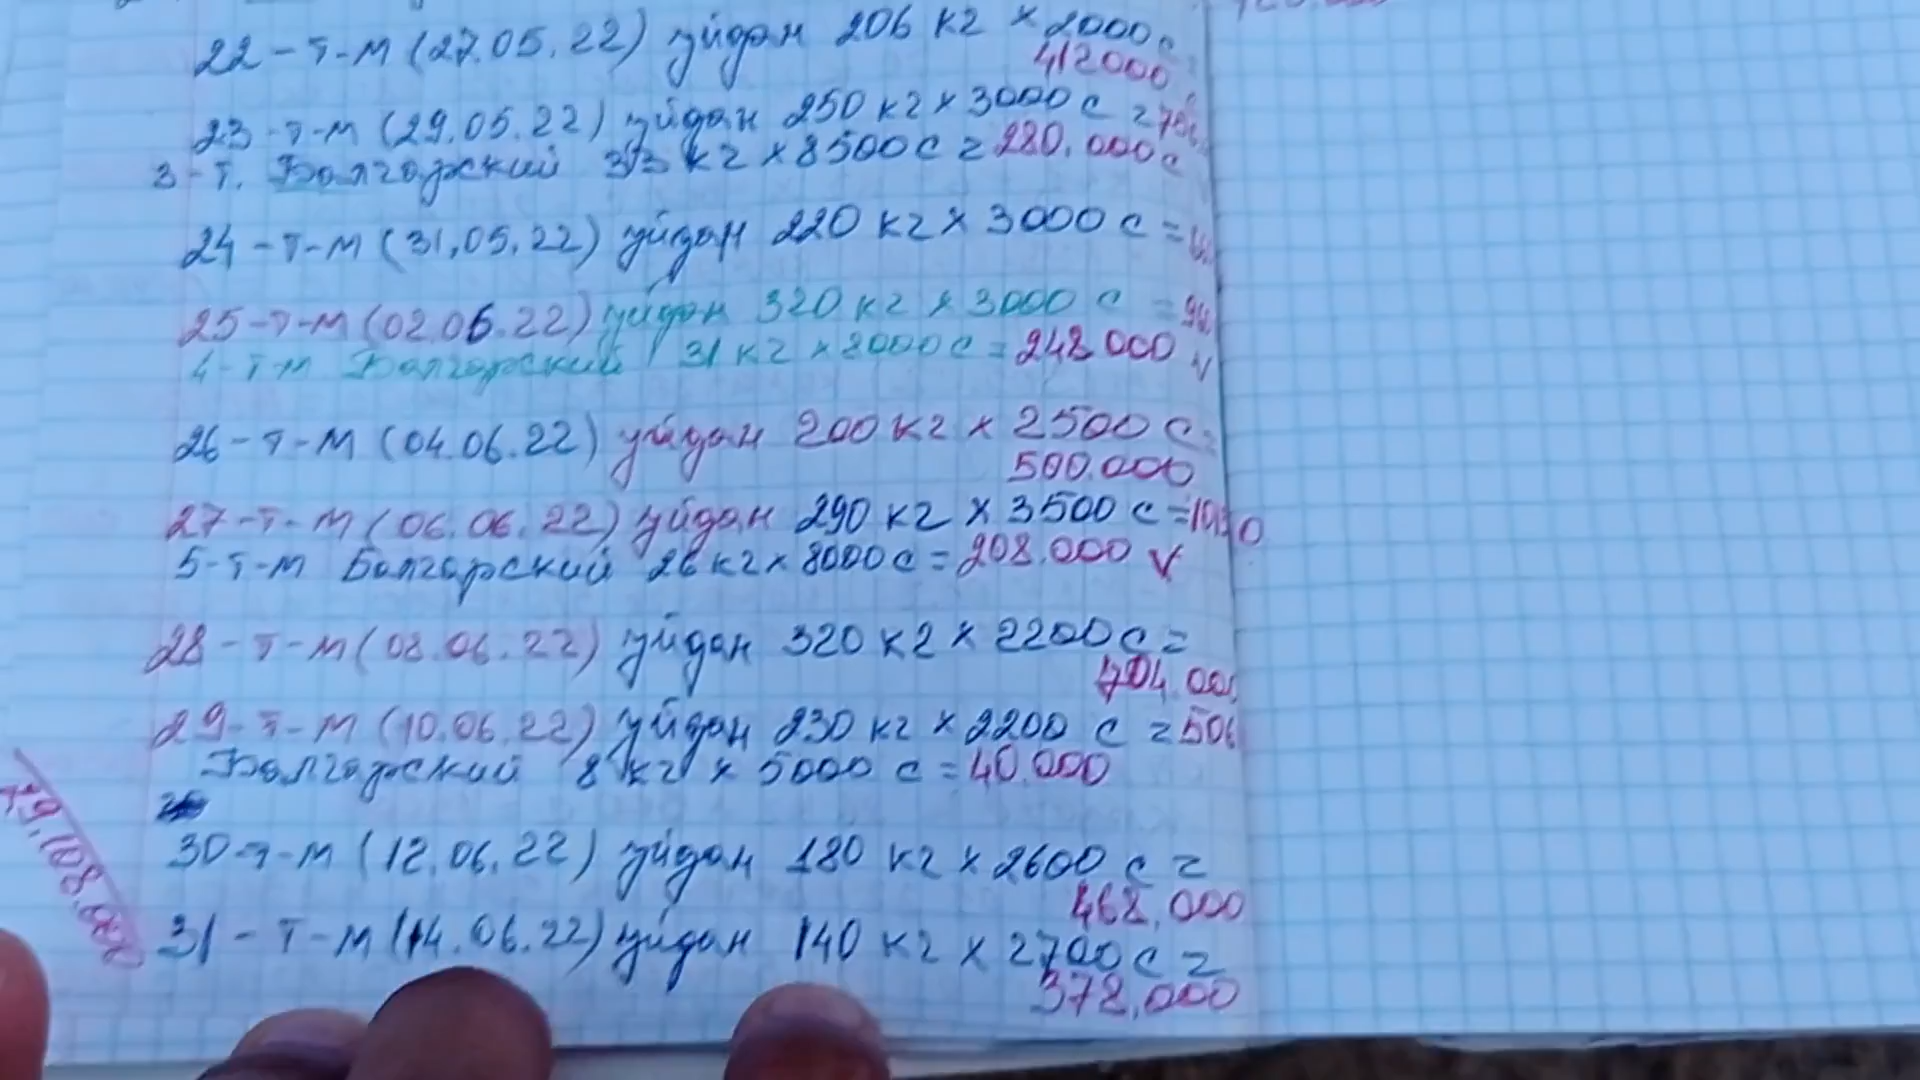 22-т-м (27.05.22) уйдан 206 кг × 2000 с
412000
23-т-м (29.05.22) уйдан 250 кг × 3000 с =
3-т. Болгарский 33 кг × 8500 с = 280.000 с
24-т-м (31.05.22) уйдан 220 кг × 3000 с =
25-т-м (02.06.22) уйдан 320 кг × 3000 с =
4-т-м Болгарский 31 кг × 8000 с = 248.000 v
26-т-м (04.06.22) уйдан 200 кг × 2500 с =
500.000
27-т-м (06.06.22) уйдан 290 кг × 3500 с =
5-т-м Болгарский 26 кг × 8000 с = 208.000 v
28-т-м (08.06.22) уйдан 320 кг × 2200 с =
704.00
29-т-м (10.06.22) уйдан 230 кг × 2200 с = 506
Болгарский 8 кг × 5000 с = 40.000
30-т-м (12.06.22) уйдан 180 кг × 2600 с =
468.000
31-т-м (14.06.22) уйдан 140 кг × 2700 с =
378.000